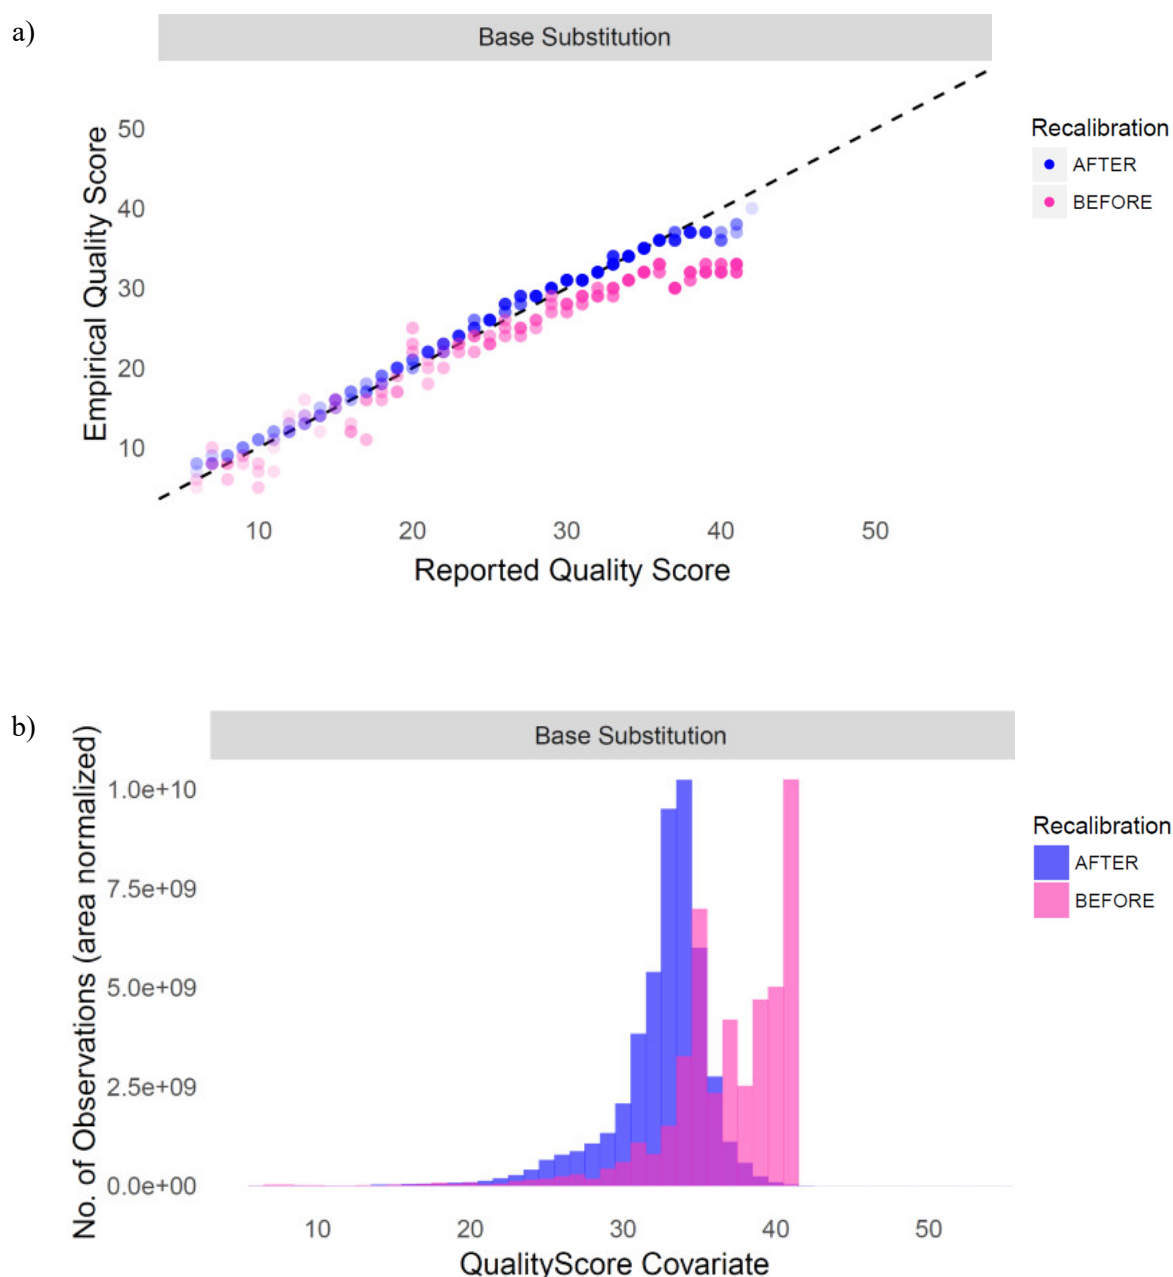 a)
Base Substitution
Empirical Quality Score
50
40
30
20
10
10 20 30 40 50
Reported Quality Score
Recalibration
AFTER
BEFORE
b)
Base Substitution
No. of Observations (area normalized)
1.0e+10
7.5e+09
5.0e+09
2.5e+09
0.0e+00
10 20 30 40 50
QualityScore Covariate
Recalibration
AFTER
BEFORE